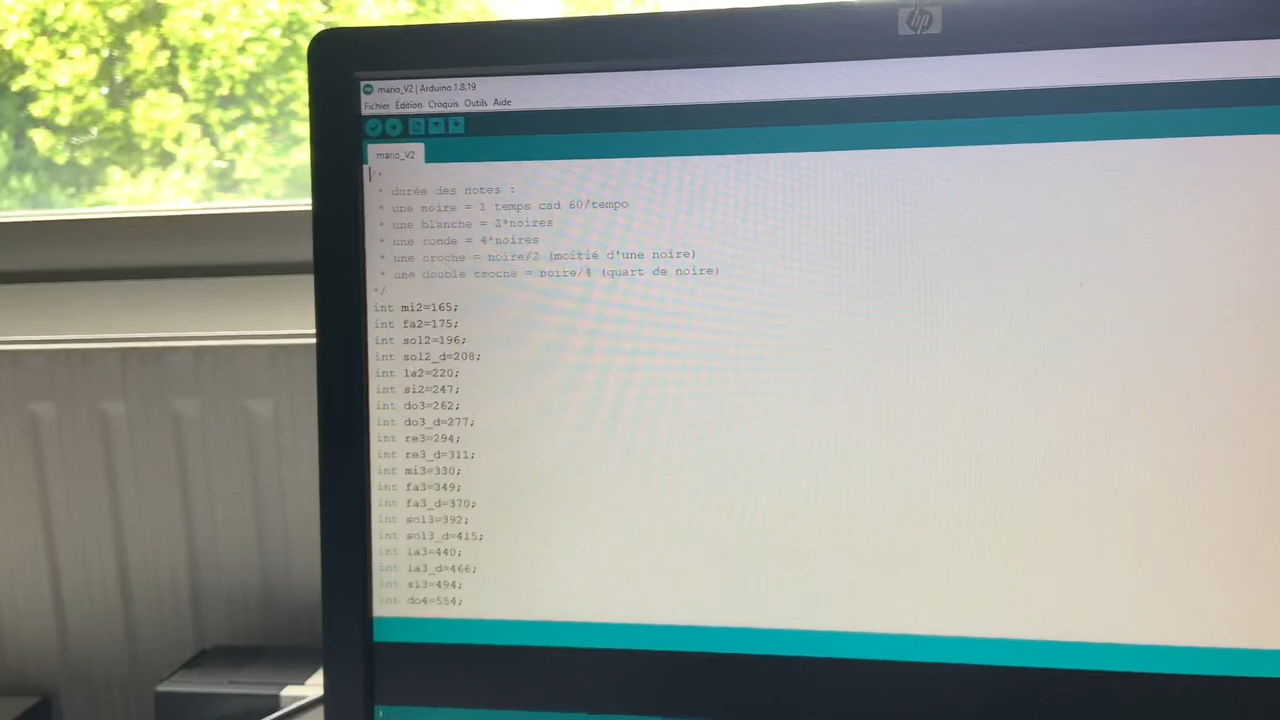 hp
mano_V2 | Arduino 1.8.19
Fichier Édition Croquis Outils Aide
mano_V2
/*
* durée des notes :
* une noire = 1 temps cad 60/tempo
* une blanche = 2*noires
* une ronde = 4*noires
* une croche = noire/2 (moitié d'une noire)
* une double croche = noire/4 (quart de noire)
*/
int mi2=165;
int fa2=175;
int sol2=196;
int sol2_d=208;
int la2=220;
int si2=247;
int do3=262;
int do3_d=277;
int re3=294;
int re3_d=311;
int mi3=330;
int fa3=349;
int fa3_d=370;
int sol3=392;
int sol3_d=415;
int la3=440;
int la3_d=466;
int si3=494;
int do4=554;